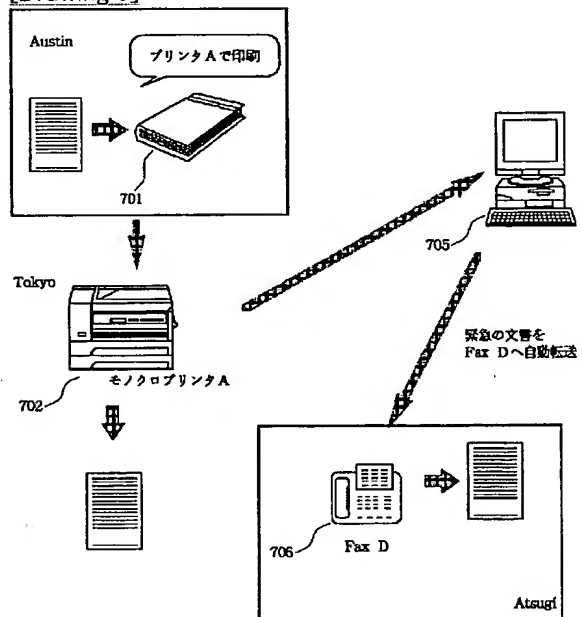 Austin
プリンタAで印刷
701
705
Tokyo
モノクロプリンタA
702
緊急の文書を
Fax Dへ自動転送
706
Fax D
Atsugi